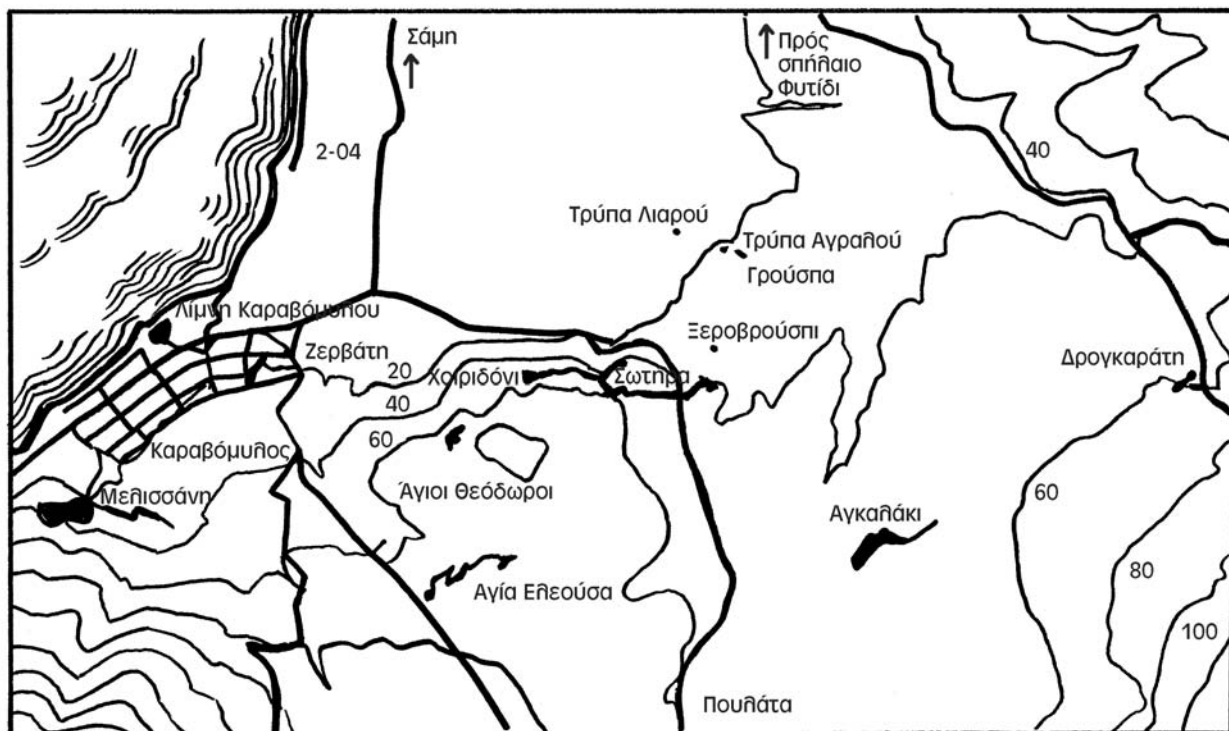 Σάμη
Πρός
σπήλαιο
Φυτίδι
2-04
40
Τρύπα Λιαρού
Τρύπα Αγραλού
Γρούσπα
Λίμνη Καραβόμυλου
Ξεροβρούσπι
Ζερβάτη
20
Χοιριδόνι
Σωτήρα
Δρογκαράτη
40
60
Καραβόμυλος
Μελισσάνη
Άγιοι Θεόδωροι
60
Αγκαλάκι
80
Αγία Ελεούσα
100
Πουλάτα